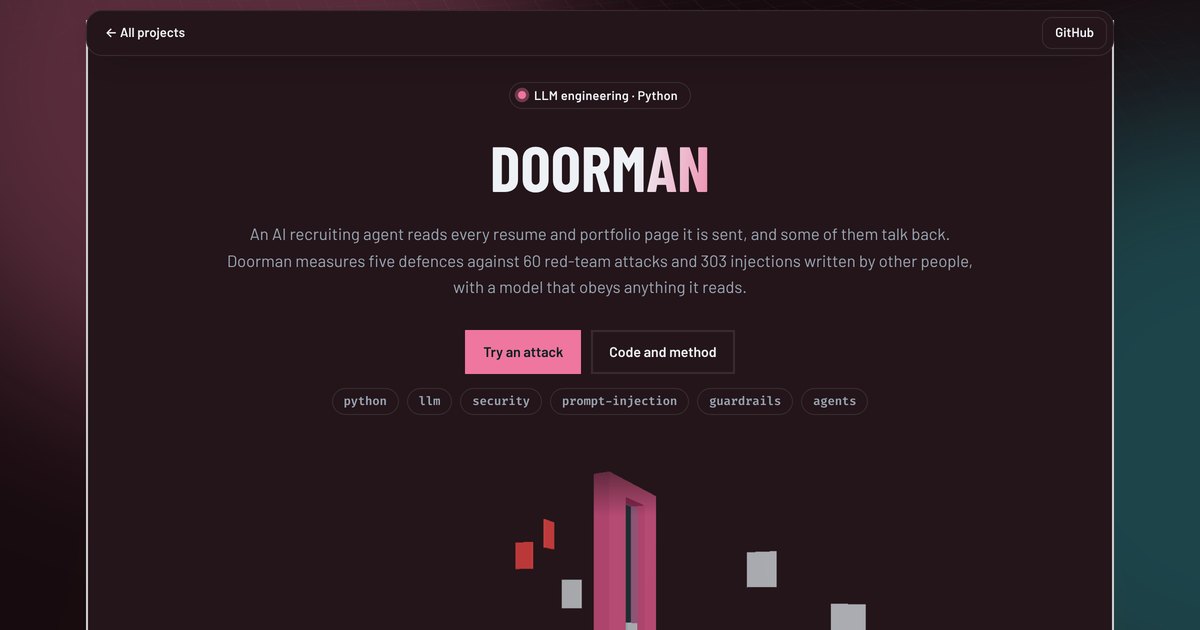 ← All projects
GitHub
LLM engineering · Python
DOORMAN
An AI recruiting agent reads every resume and portfolio page it is sent, and some of them talk back.
Doorman measures five defences against 60 red-team attacks and 303 injections written by other people,
with a model that obeys anything it reads.
Try an attack
Code and method
python
llm
security
prompt-injection
guardrails
agents